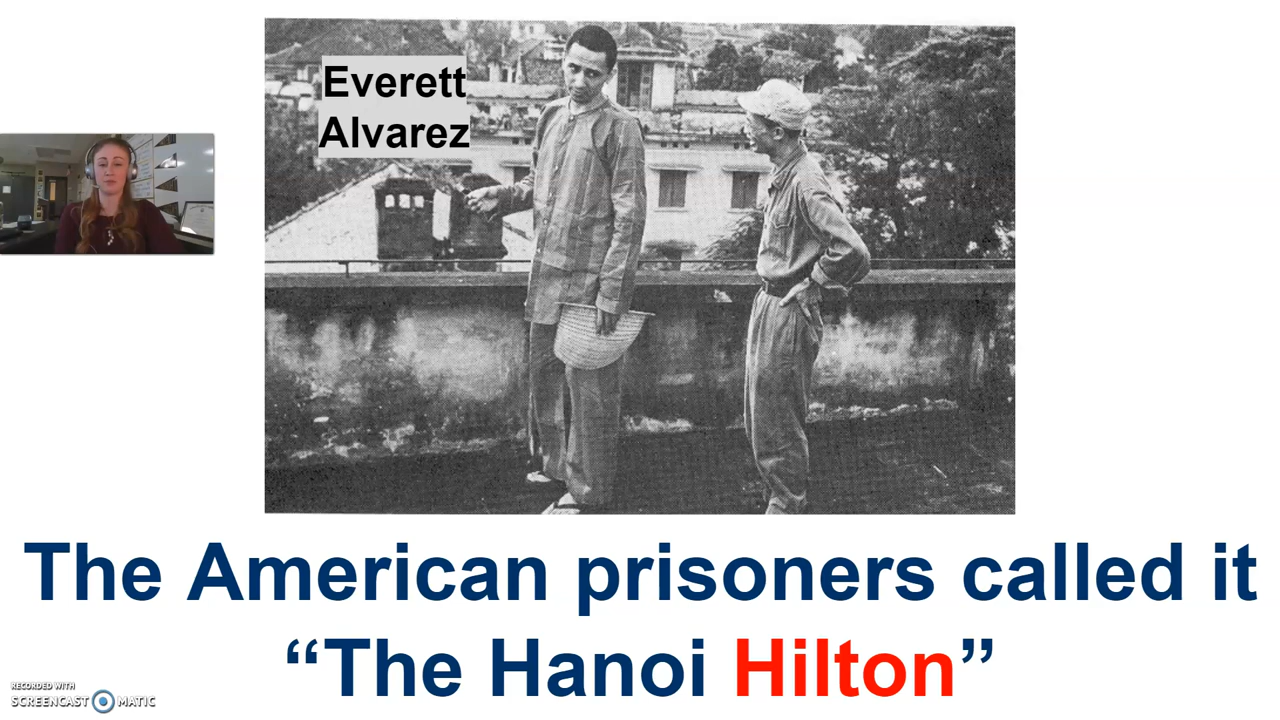 Everett
Alvarez
The American prisoners called it
“The Hanoi Hilton”
RECORDED WITH
SCREENCAST MATIC